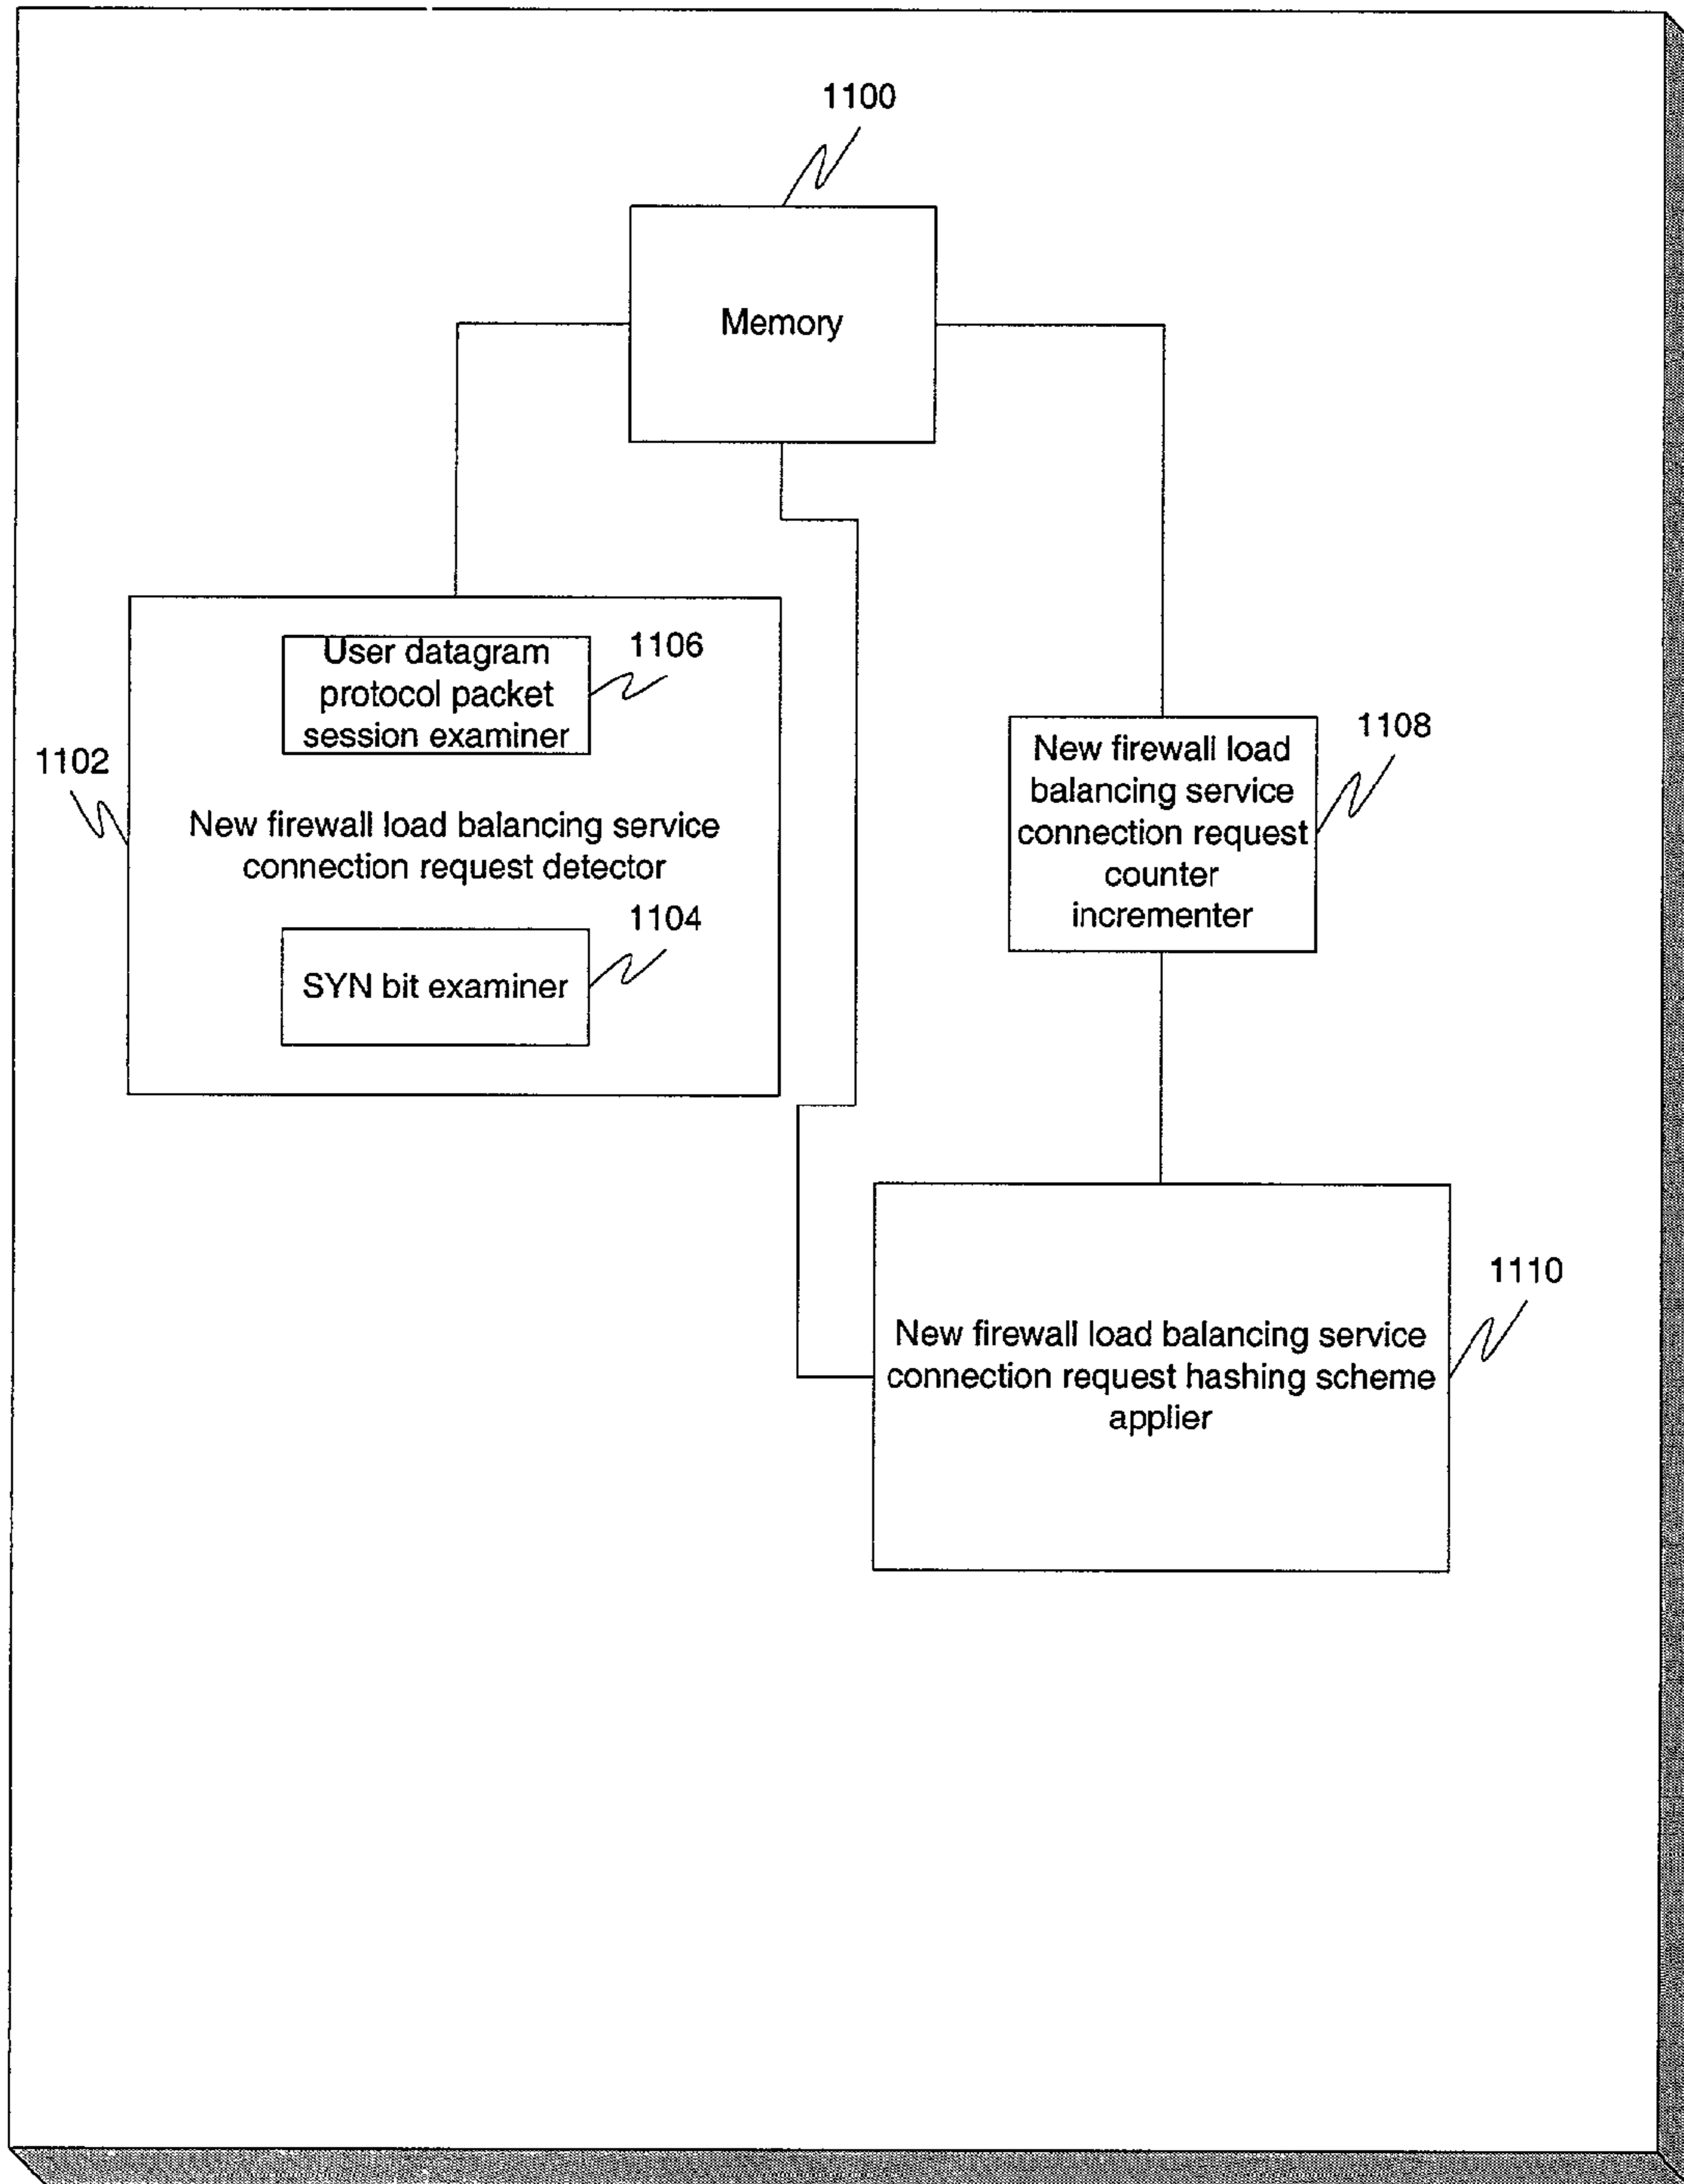 1100
Memory
User datagram
protocol packet
session examiner
1106
1102
New firewall load balancing service
connection request detector
1104
SYN bit examiner
New firewall load
balancing service
connection request
counter
incrementer
1108
1110
New firewall load balancing service
connection request hashing scheme
applier